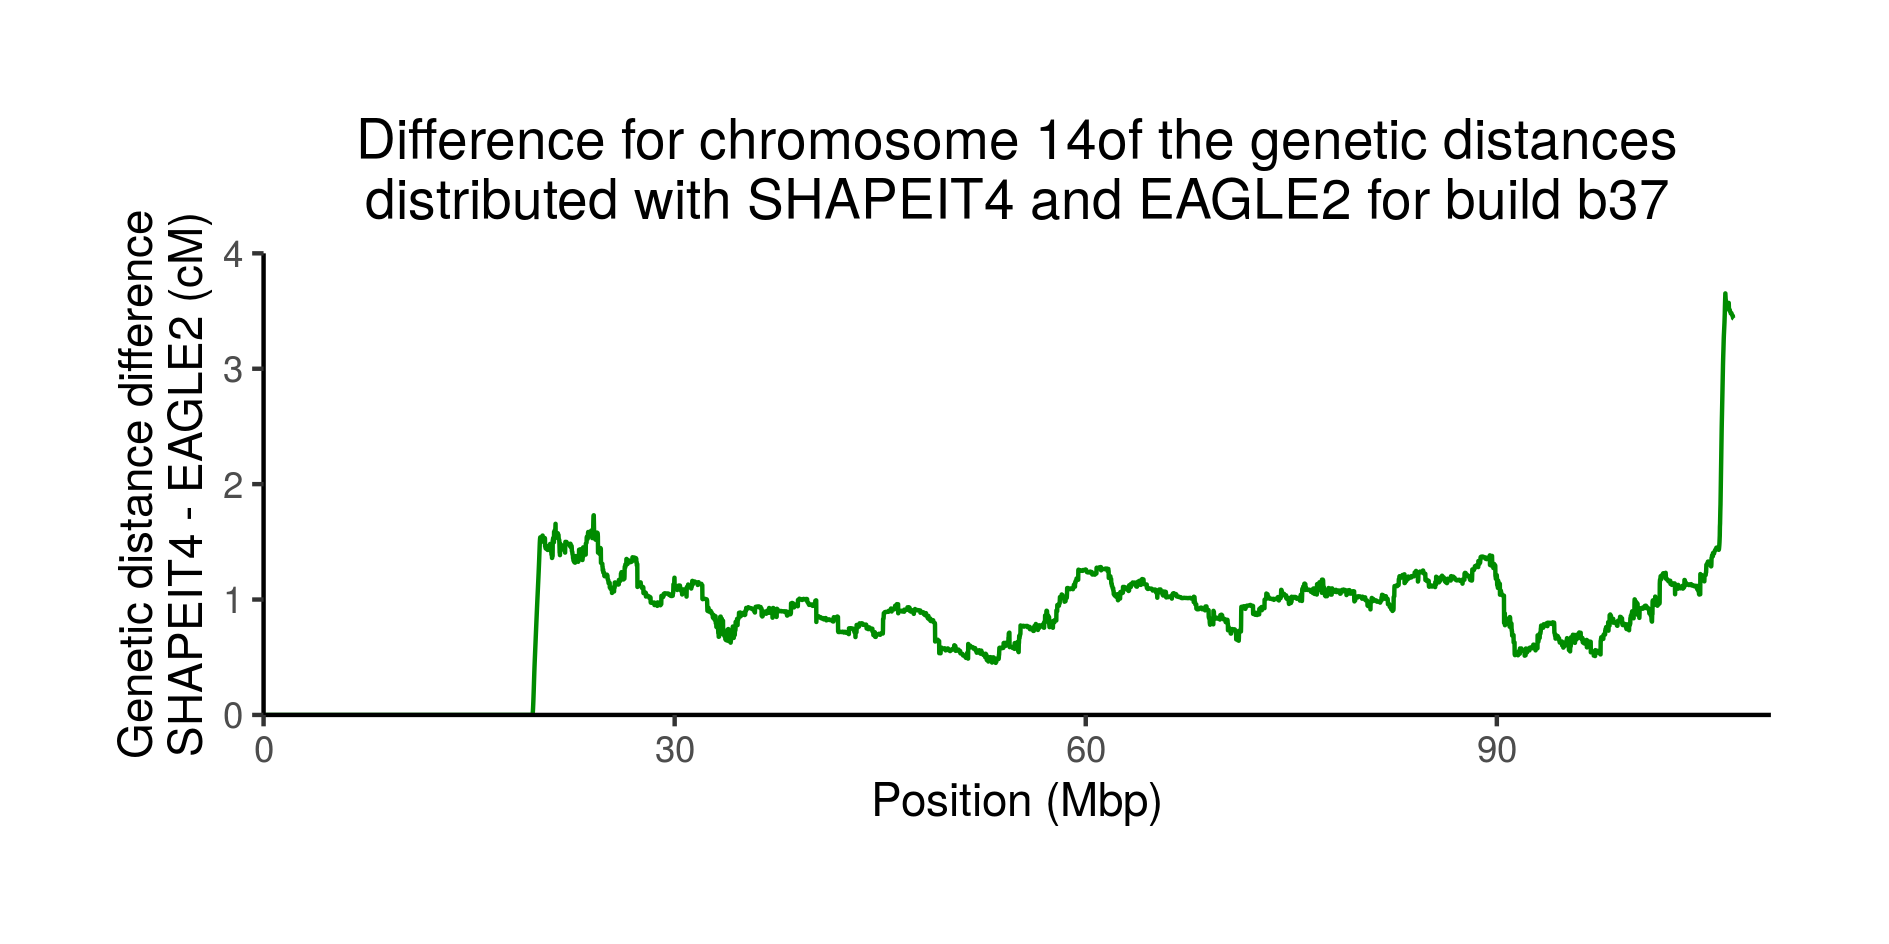 Difference for chromosome 14of the genetic distances
distributed with SHAPEIT4 and EAGLE2 for build b37
Genetic distance difference
SHAPEIT4 - EAGLE2 (cM)
4
3
2
1
0
0 30 60 90
Position (Mbp)